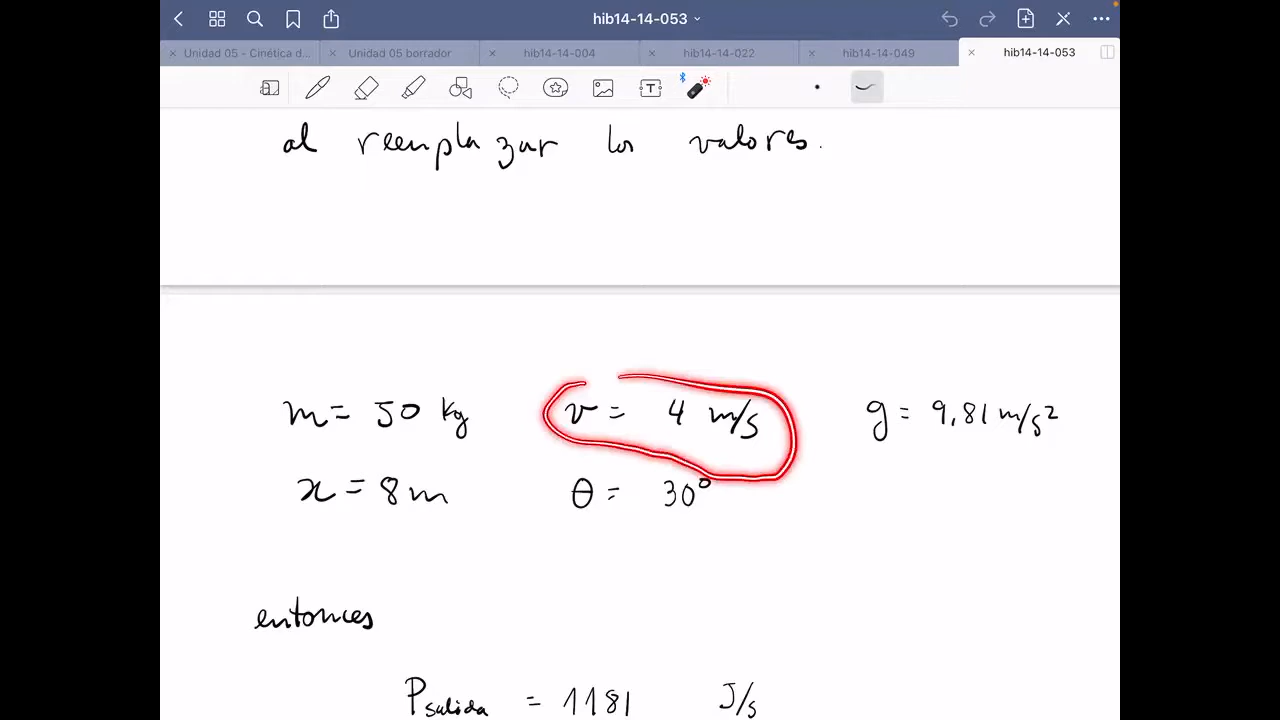 hib14-14-053
Unidad 05 - Cinética d...
Unidad 05 borrador
hib14-14-004
hib14-14-022
hib14-14-049
hib14-14-053
T
al reemplazar los valores.
m = 50 kg v = 4 m/s g = 9.81 m/s²
x = 8 m θ = 30°
entonces
Psalida = 1181 J/s